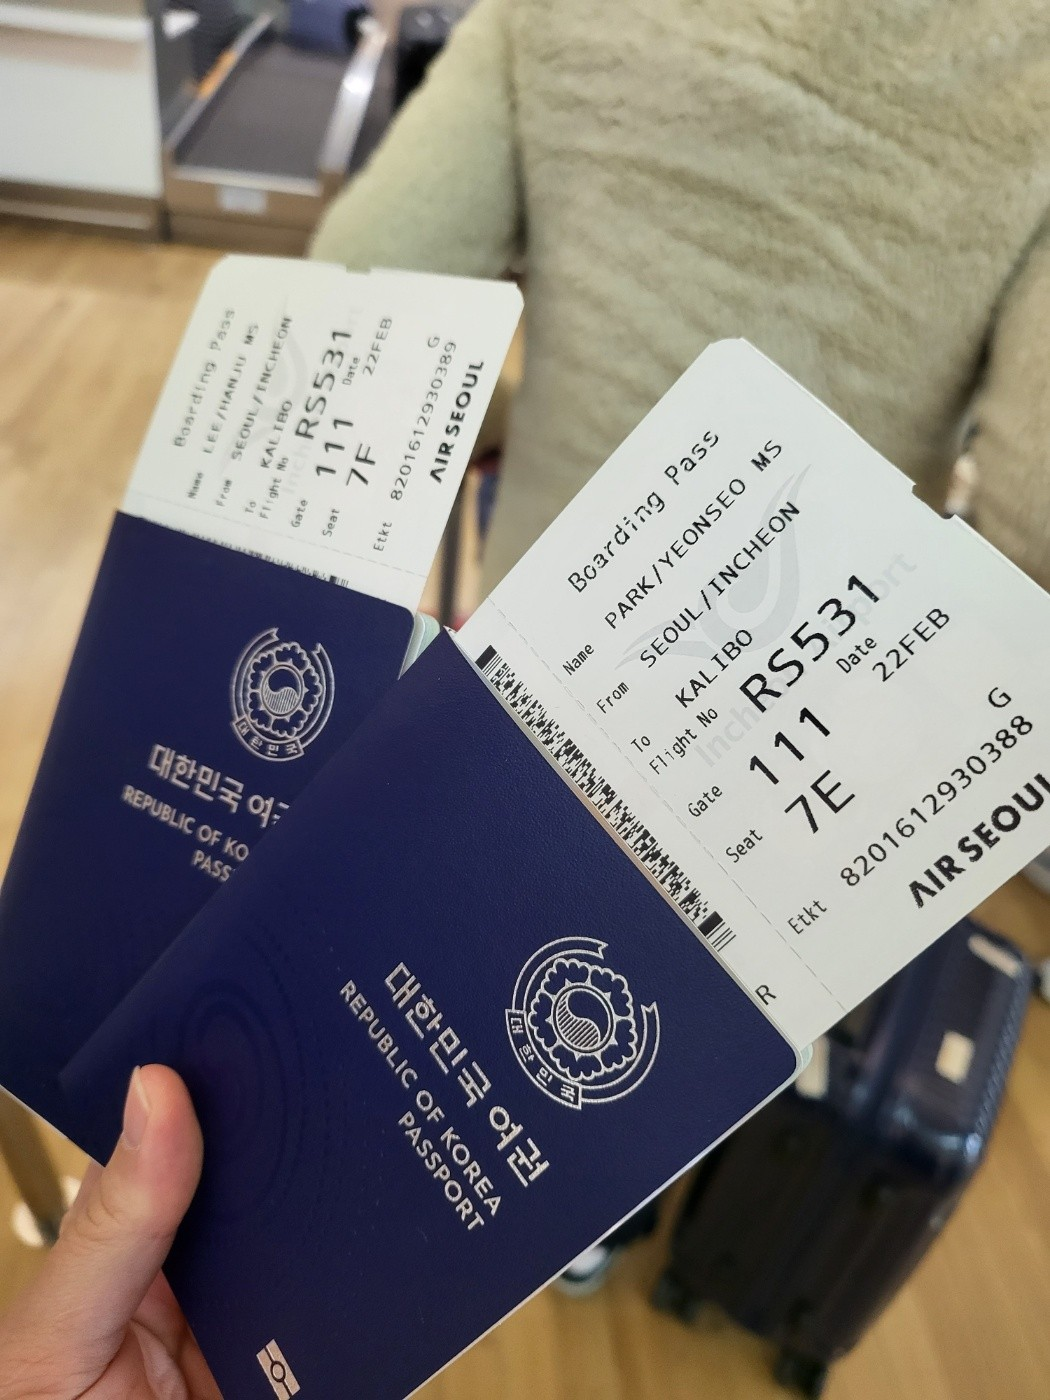 Boarding Pass
Name LEE/HANJU MS
From SEOUL/INCHEON
To KALIBO
Flight No RS531
Date 22FEB
Gate 111
Seat 7F
G
Etkt 8201612930389
AIR SEOUL
대한민국
대한민국 여
REPUBLIC OF KO
PASS
Boarding Pass
Name PARK/YEONSEO MS
From SEOUL/INCHEON
To KALIBO
Flight No RS531
Date 22FEB
Gate 111
Seat 7E
G
Etkt 8201612930388
AIR SEOUL
R
대한민국
대한민국 여권
REPUBLIC OF KOREA
PASSPORT